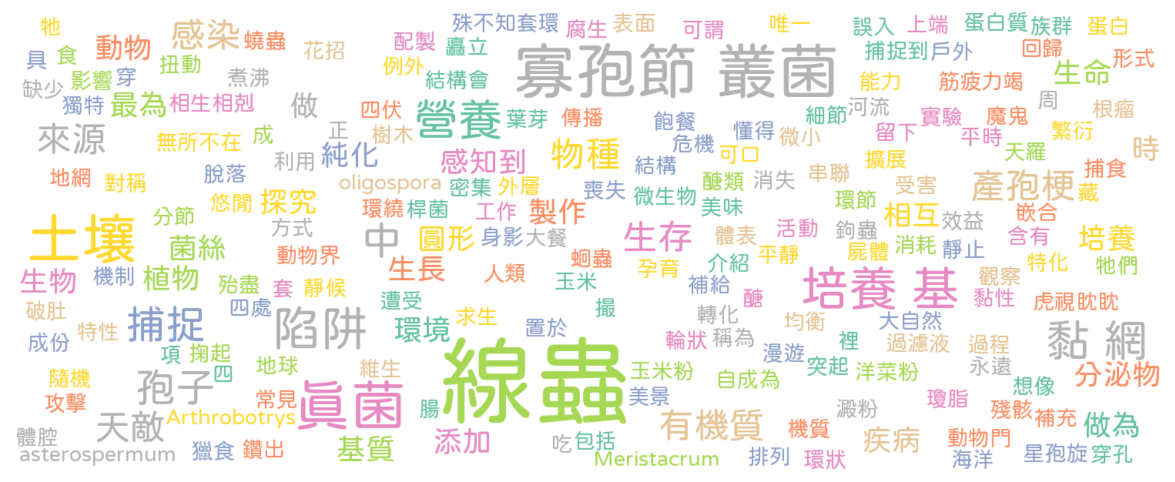 牠 動物 感染 蟯蟲 花招 殊不知套環 腐生 表面 可謂 唯一 誤入 上端 蛋白質 族群 蛋白
具 食 影響 穿 扭動 煮沸 配製 矗立 例外 結構會 寡孢節 叢菌 捕捉到 戶外 回歸 形式
缺少 獨特 最為 相生相剋 做 四伏 營養 葉芽 傳播 能力 筋疲力竭 生命
來源 無所不在 成 正 樹木 飽餐 懂得 微小 細節 河流 實驗 魔鬼 周 根瘤
利用 純化 感知到 物種 危機 可口 留下 平時 繁衍 時
地網 對稱 脫落 oligospora 密集 外層 結構 醣類 消失 串聯 擴展 天羅 捕食
土壤 分節 悠閒 探究 環繞 桿菌 工作 製作 喪失 微生物 美味 環節 受害 產孢梗 藏
菌絲 方式 中 圓形 身影 大餐 生存 體表 活動 鉤蟲 相互 效益 嵌合
生物 機制 植物 動物界 生長 人類 蛔蟲 平靜 屍體 消耗 靜止 含有 培養
殆盡 套 靜候 玉米 孕育 介紹 培養 基 觀察 特化 牠們
破肚 四處 捕捉 陷阱 遭受 撮 補給 醣 黏性 虎視眈眈
成份 特性 環境 求生 置於 轉化 均衡 大自然 黏 網
項 掬起 線蟲 輪狀 稱為 漫遊 裡 過濾液 過程
隨機 孢子 四 地球 維生 玉米粉 自成為 突起 洋菜粉 永遠 分泌物
攻擊 常見 真菌 腸 美景 澱粉 瓊脂 想像
天敵 Arthrobotrys 有機質 機質 殘骸 補充 做為
體腔 基質 添加 吃 包括 疾病 動物門
asterospermum 獵食 鑽出 Meristacrum 排列 環狀 海洋 星孢旋 穿孔